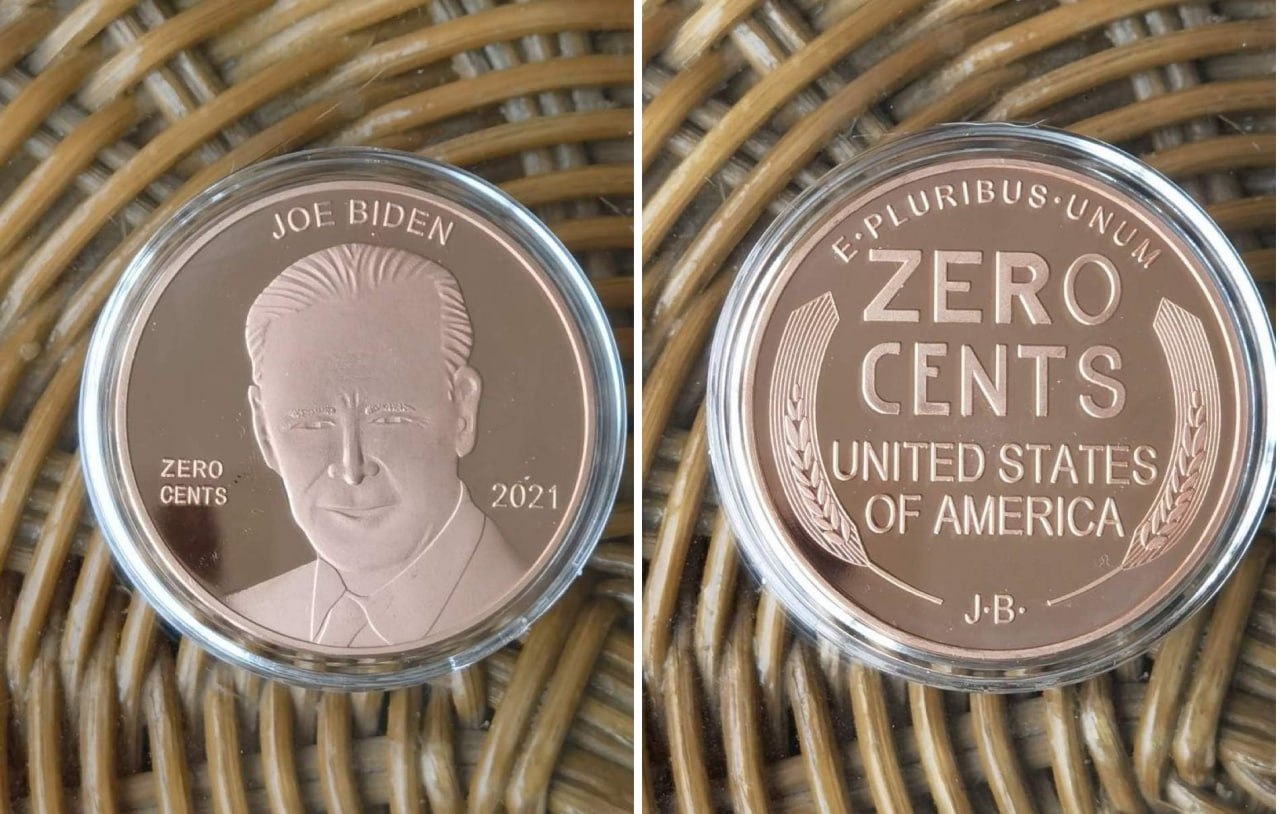 JOE BIDEN
ZERO
CENTS
2021
E·PLURIBUS·UNUM
ZERO
CENTS
UNITED STATES
OF AMERICA
J·B·